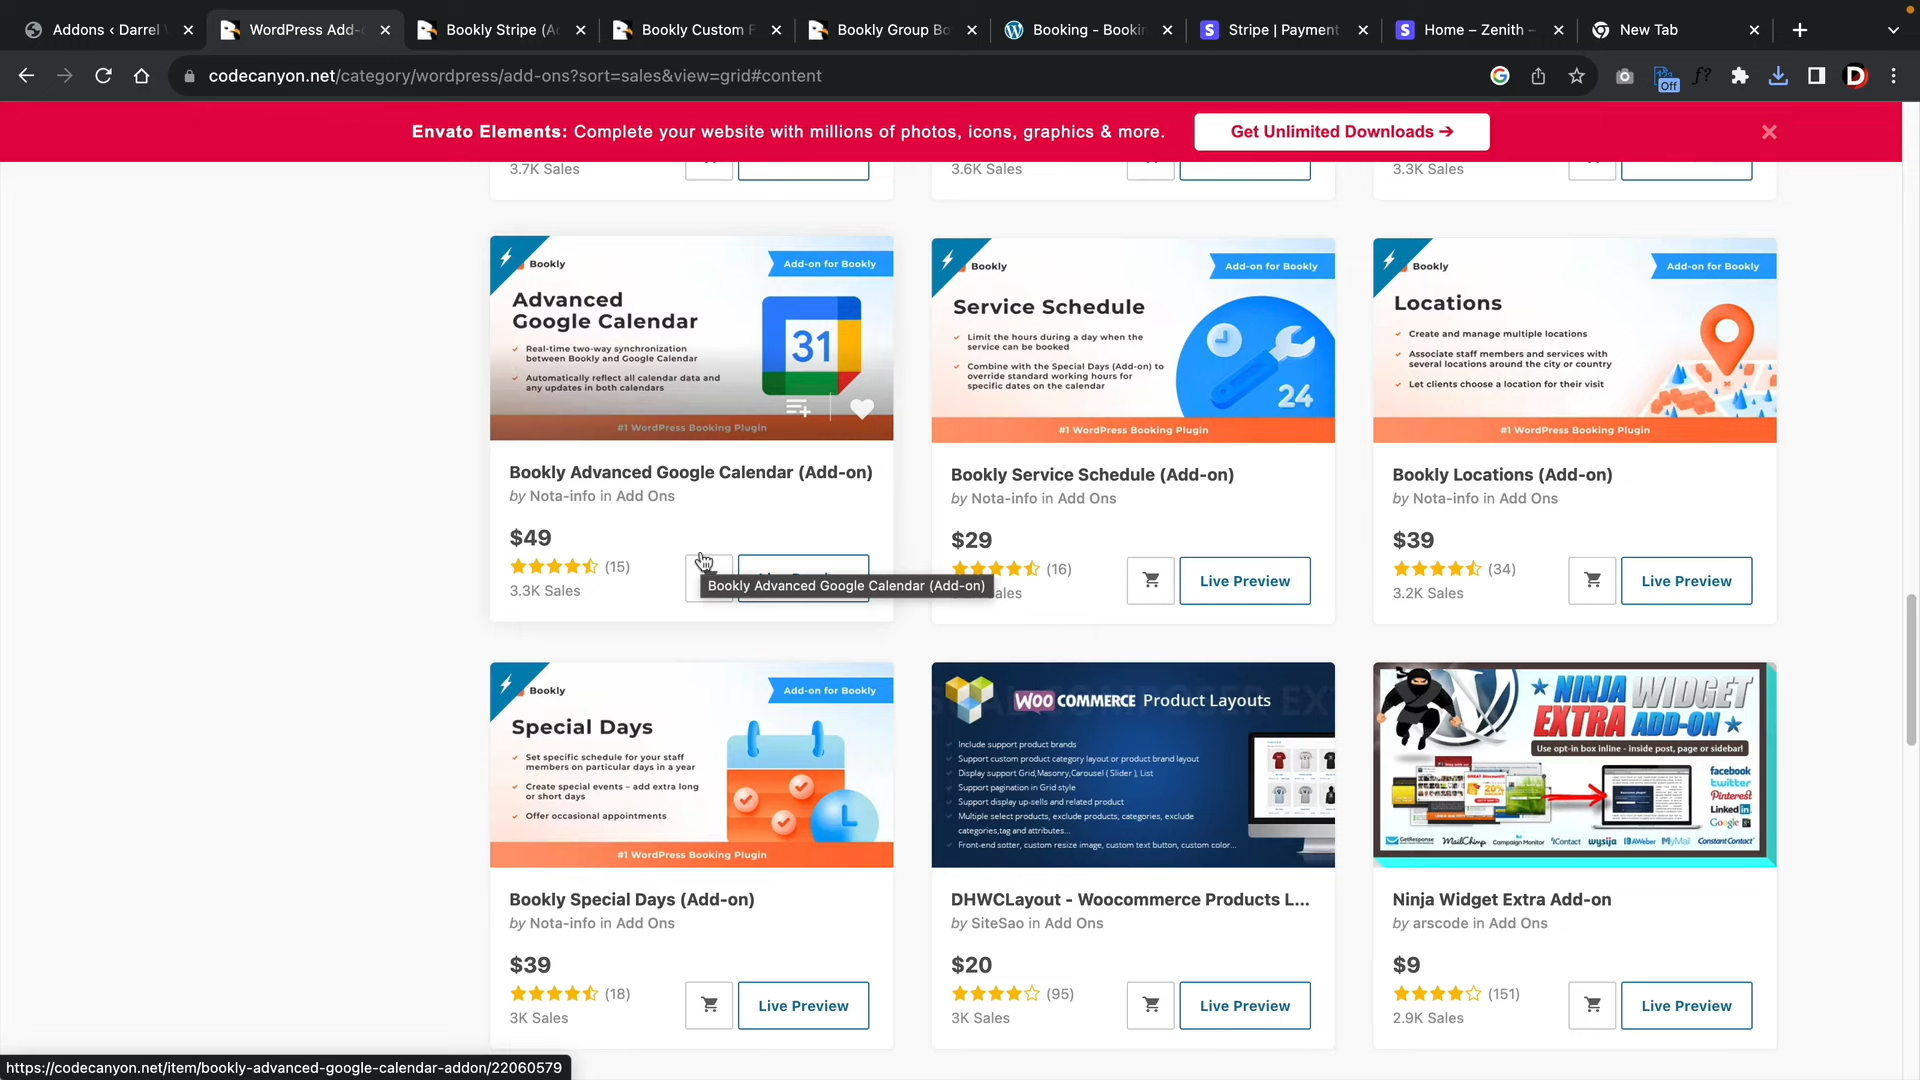 Addons ‹ Darrel
WordPress Add-
Bookly Stripe (A
Bookly Custom F
Bookly Group Bo
Booking - Bookin
Stripe | Payment
Home – Zenith –
New Tab
codecanyon.net/category/wordpress/add-ons?sort=sales&view=grid#content
Off
f?
D
Envato Elements: Complete your website with millions of photos, icons, graphics & more.
Get Unlimited Downloads →
3.7K Sales
3.6K Sales
3.3K Sales
Bookly
Add-on for Bookly
Advanced
Google Calendar
Real-time two-way synchronization
between Bookly and Google Calendar
Automatically reflect all calendar data and
any updates in both calendars
31
#1 WordPress Booking Plugin
Bookly Advanced Google Calendar (Add-on)
by Nota-info in Add Ons
$49
(15)
3.3K Sales
Bookly Advanced Google Calendar (Add-on)
Bookly
Add-on for Bookly
Service Schedule
Limit the hours during a day when the
service can be booked
Combine with the Special Days (Add-on) to
override standard working hours for
specific dates on the calendar
24
#1 WordPress Booking Plugin
Bookly Service Schedule (Add-on)
by Nota-info in Add Ons
$29
(16)
ales
Live Preview
Bookly
Add-on for Bookly
Locations
Create and manage multiple locations
Associate staff members and services with
several locations around the city or country
Let clients choose a location for their visit
#1 WordPress Booking Plugin
Bookly Locations (Add-on)
by Nota-info in Add Ons
$39
(34)
3.2K Sales
Live Preview
Bookly
Add-on for Bookly
Special Days
Set specific schedule for your staff
members on particular days in a year
Create special events – add extra long
or short days
Offer occasional appointments
#1 WordPress Booking Plugin
Bookly Special Days (Add-on)
by Nota-info in Add Ons
$39
(18)
3K Sales
Live Preview
WOO COMMERCE Product Layouts
Include support product brands
Support custom product category layout or product brand layout
Display support Grid,Masonry,Carousel ( Slider ), List
Support pagination in Grid style
Support display up-sells and related product
Multiple select products, exclude products, categories, exclude
categories,tag and attributes...
Front-end sotter, custom resize image, custom text button, custom color...
DHWCLayout - Woocommerce Products L...
by SiteSao in Add Ons
$20
(95)
3K Sales
Live Preview
NINJA WIDGET
EXTRA ADD-ON
Use opt-in box inline - inside post, page or sidebar!
facebook
twitter
Pinterest
Linked in
Google
GetResponse MailChimp Campaign Monitor iContact wysija AWeber MyMail Constant Contact
Ninja Widget Extra Add-on
by arscode in Add Ons
$9
(151)
2.9K Sales
Live Preview
https://codecanyon.net/item/bookly-advanced-google-calendar-addon/22060579